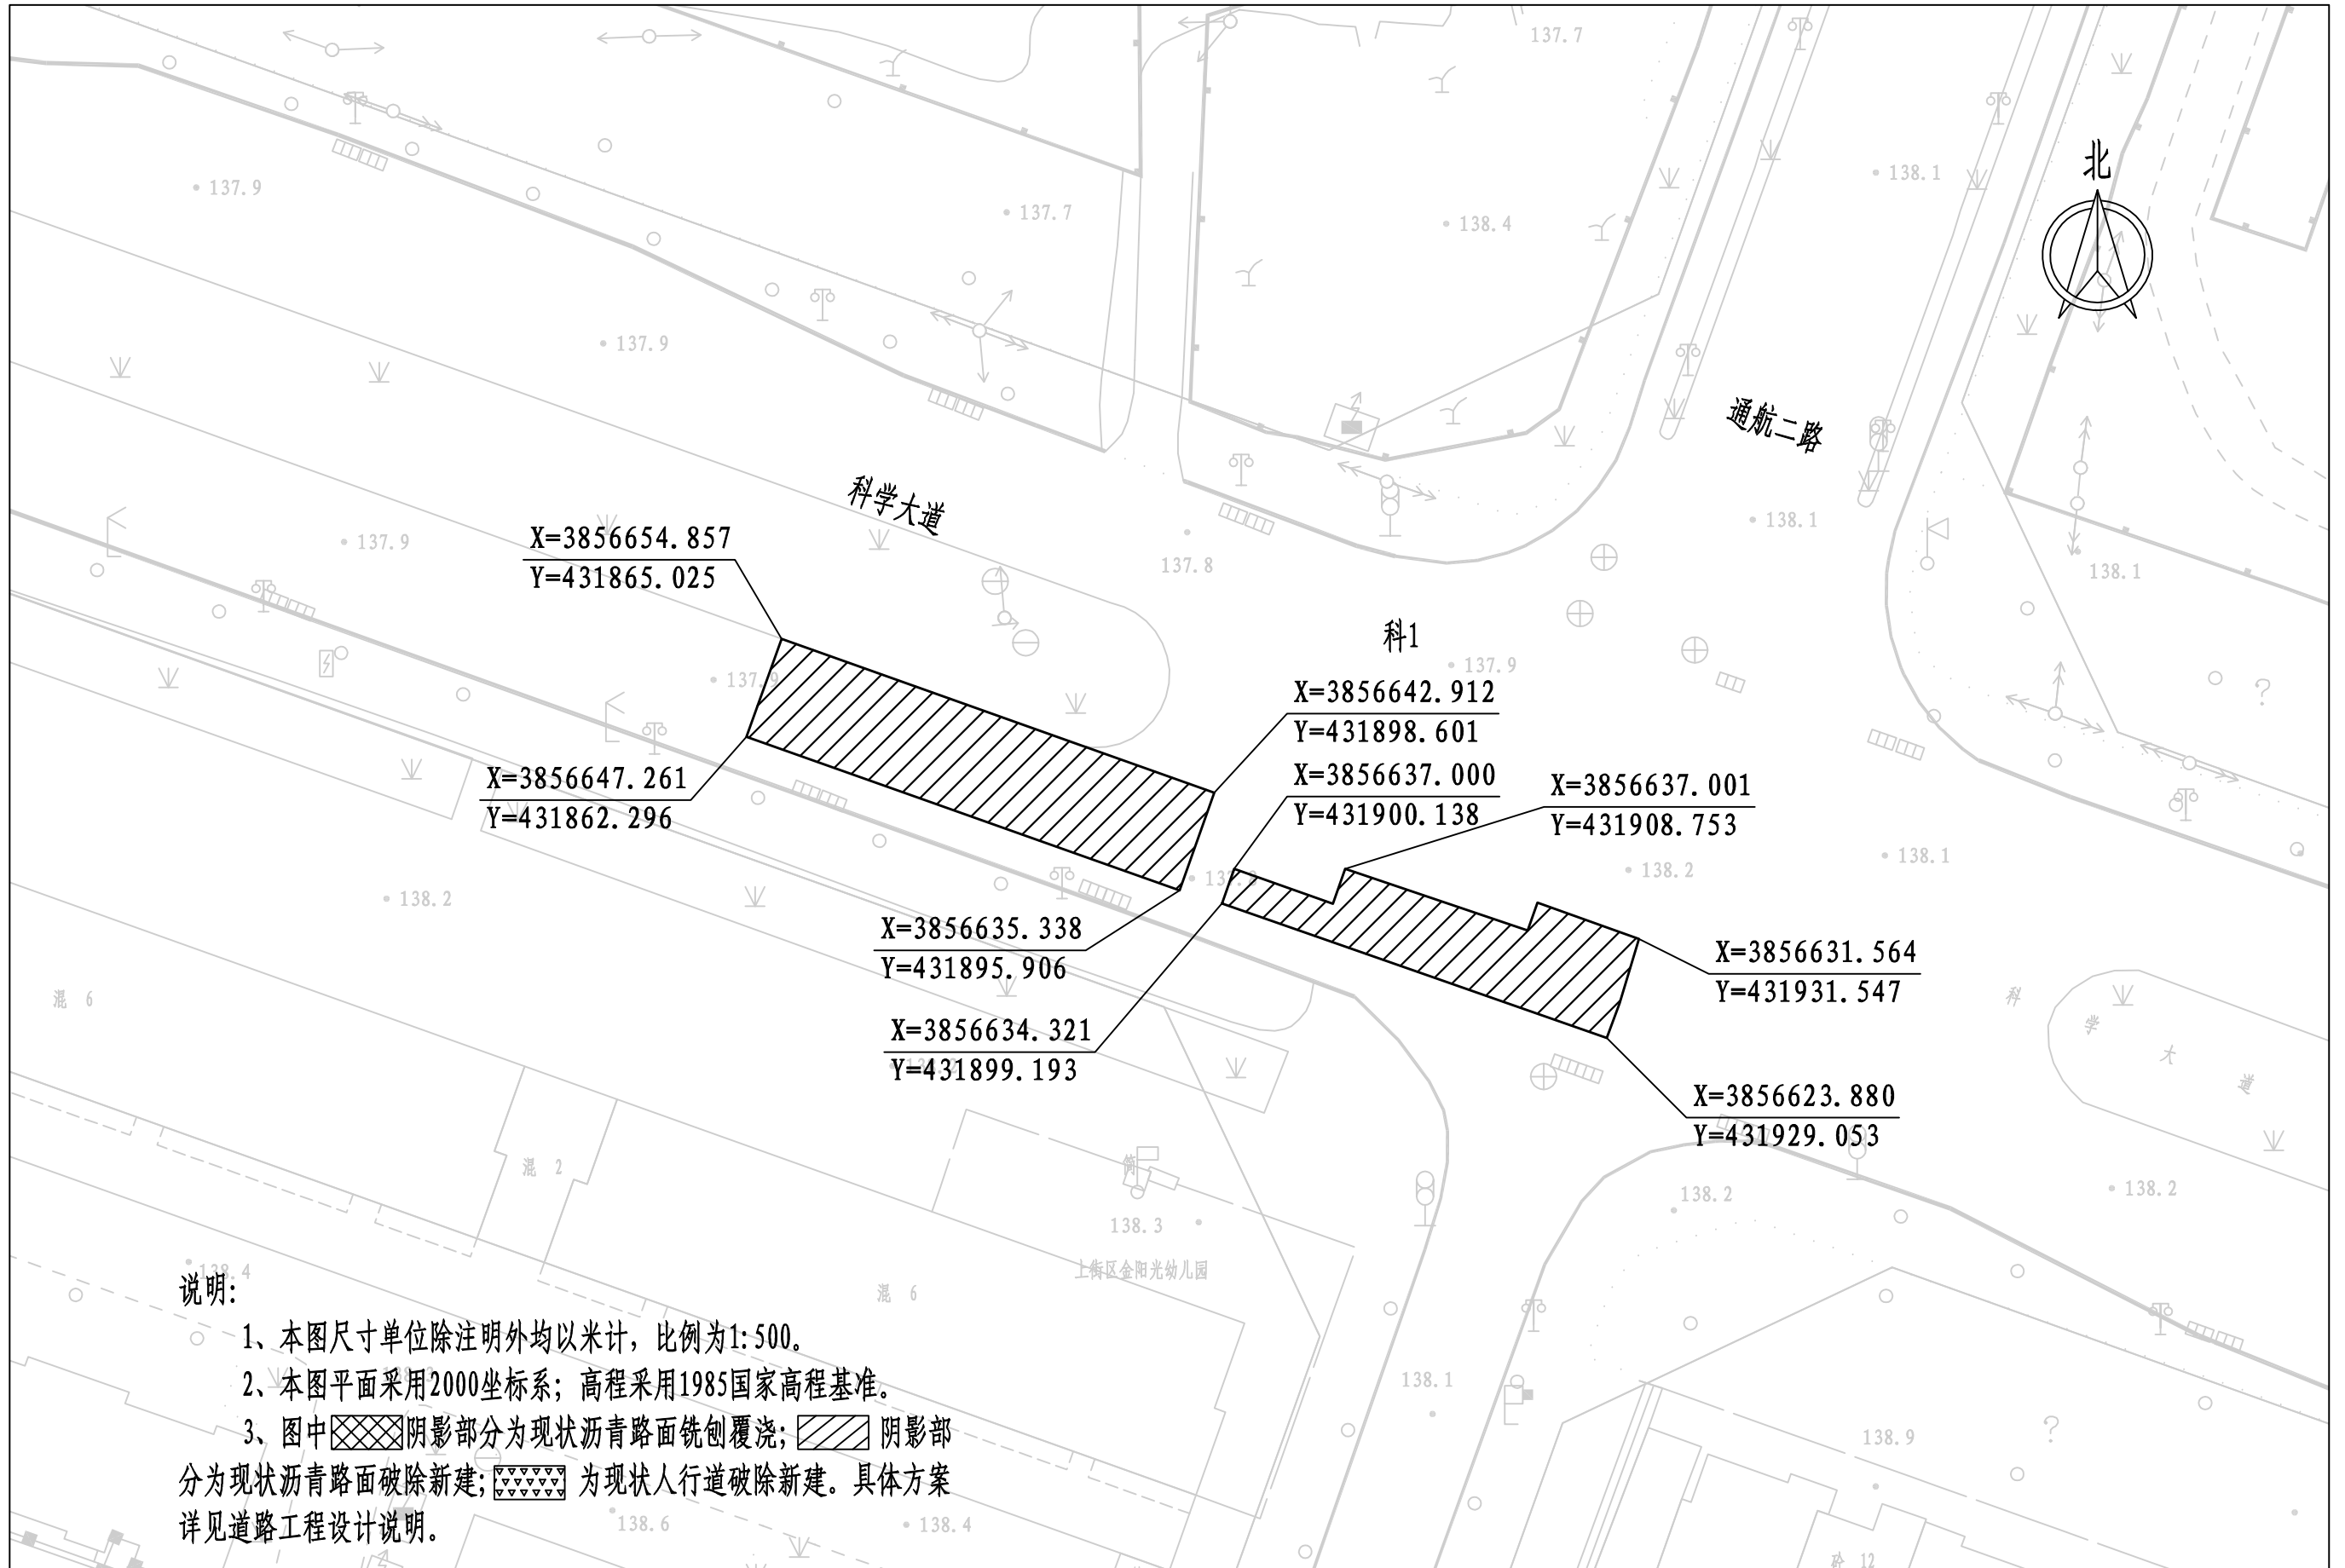 137.7
138.1
北
137.9
137.7
138.4
137.9
通航二路
科学大道
138.1
X=3856654.857
Y=431865.025
137.9
137.8
138.1
科1
137.9
137.9
X=3856642.912
Y=431898.601
X=3856647.261
Y=431862.296
X=3856637.000
Y=431900.138
X=3856637.001
Y=431908.753
138.2
138.1
138.2
X=3856635.338
Y=431895.906
X=3856631.564
Y=431931.547
混 6
科学大道
X=3856634.321
Y=431899.193
X=3856623.880
Y=431929.053
混 2
138.2
138.2
138.3
上街区金阳光幼儿园
138.4
混 6
说明:
1、本图尺寸单位除注明外均以米计，比例为1:500。
138.1
2、本图平面采用2000坐标系；高程采用1985国家高程基准。
3、图中阴影部分为现状沥青路面铣刨覆浇；阴影部
138.9
分为现状沥青路面破除新建；为现状人行道破除新建。具体方案
详见道路工程设计说明。
138.6
138.4
砼 12